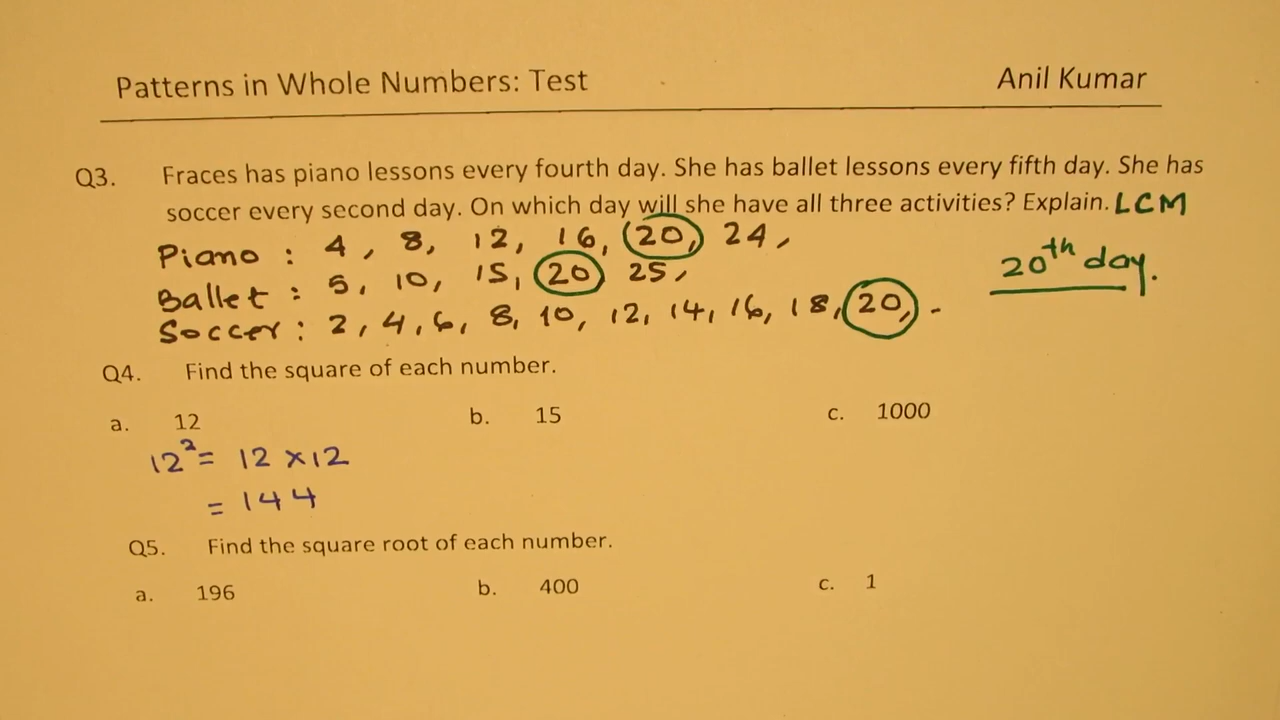 Patterns in Whole Numbers: Test Anil Kumar
Q3. Fraces has piano lessons every fourth day. She has ballet lessons every fifth day. She has
soccer every second day. On which day will she have all three activities? Explain. LCM
Piano : 4, 8, 12, 16, 20, 24,
20th day.
Ballet : 5, 10, 15, 20 25,
Soccer : 2, 4, 6, 8, 10, 12, 14, 16, 18, 20, .
Q4. Find the square of each number.
a. 12 b. 15 c. 1000
12² = 12 × 12
= 144
Q5. Find the square root of each number.
a. 196 b. 400 c. 1